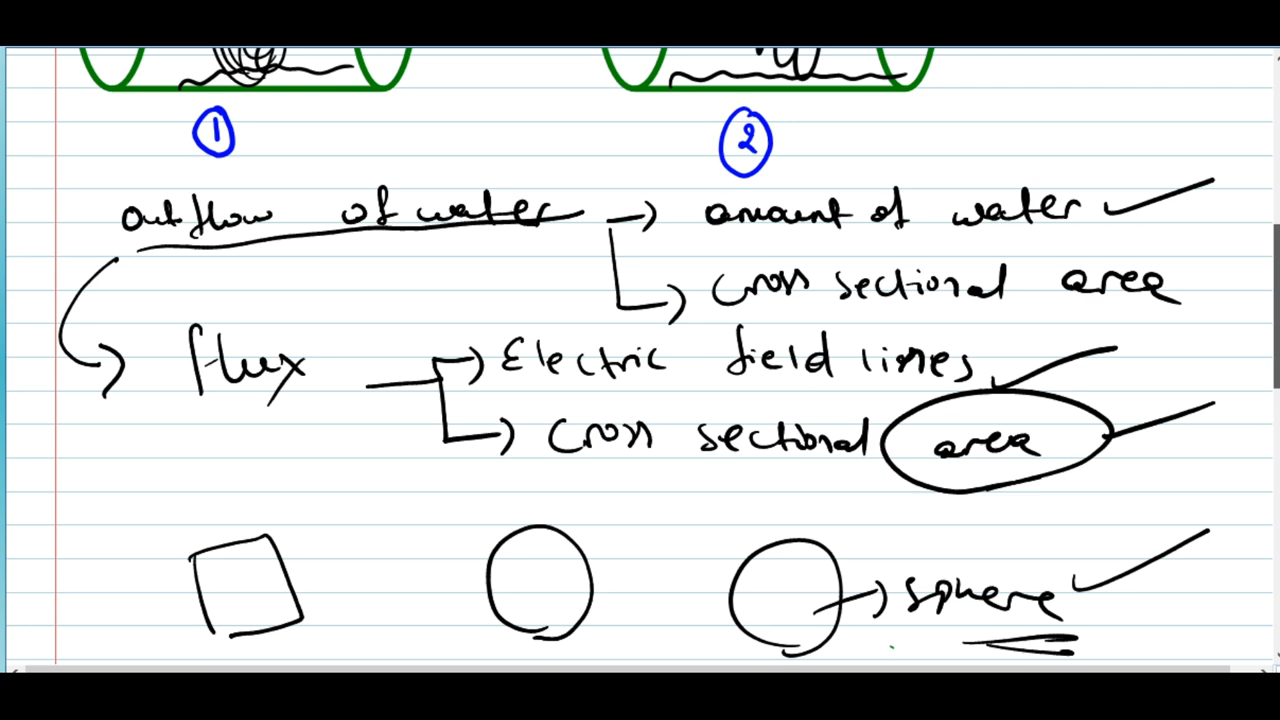 1 2
outflow of water → amount of water ✓
→ cross sectional area
flux → Electric field lines ✓
→ cross sectional area ✓
→ sphere ✓